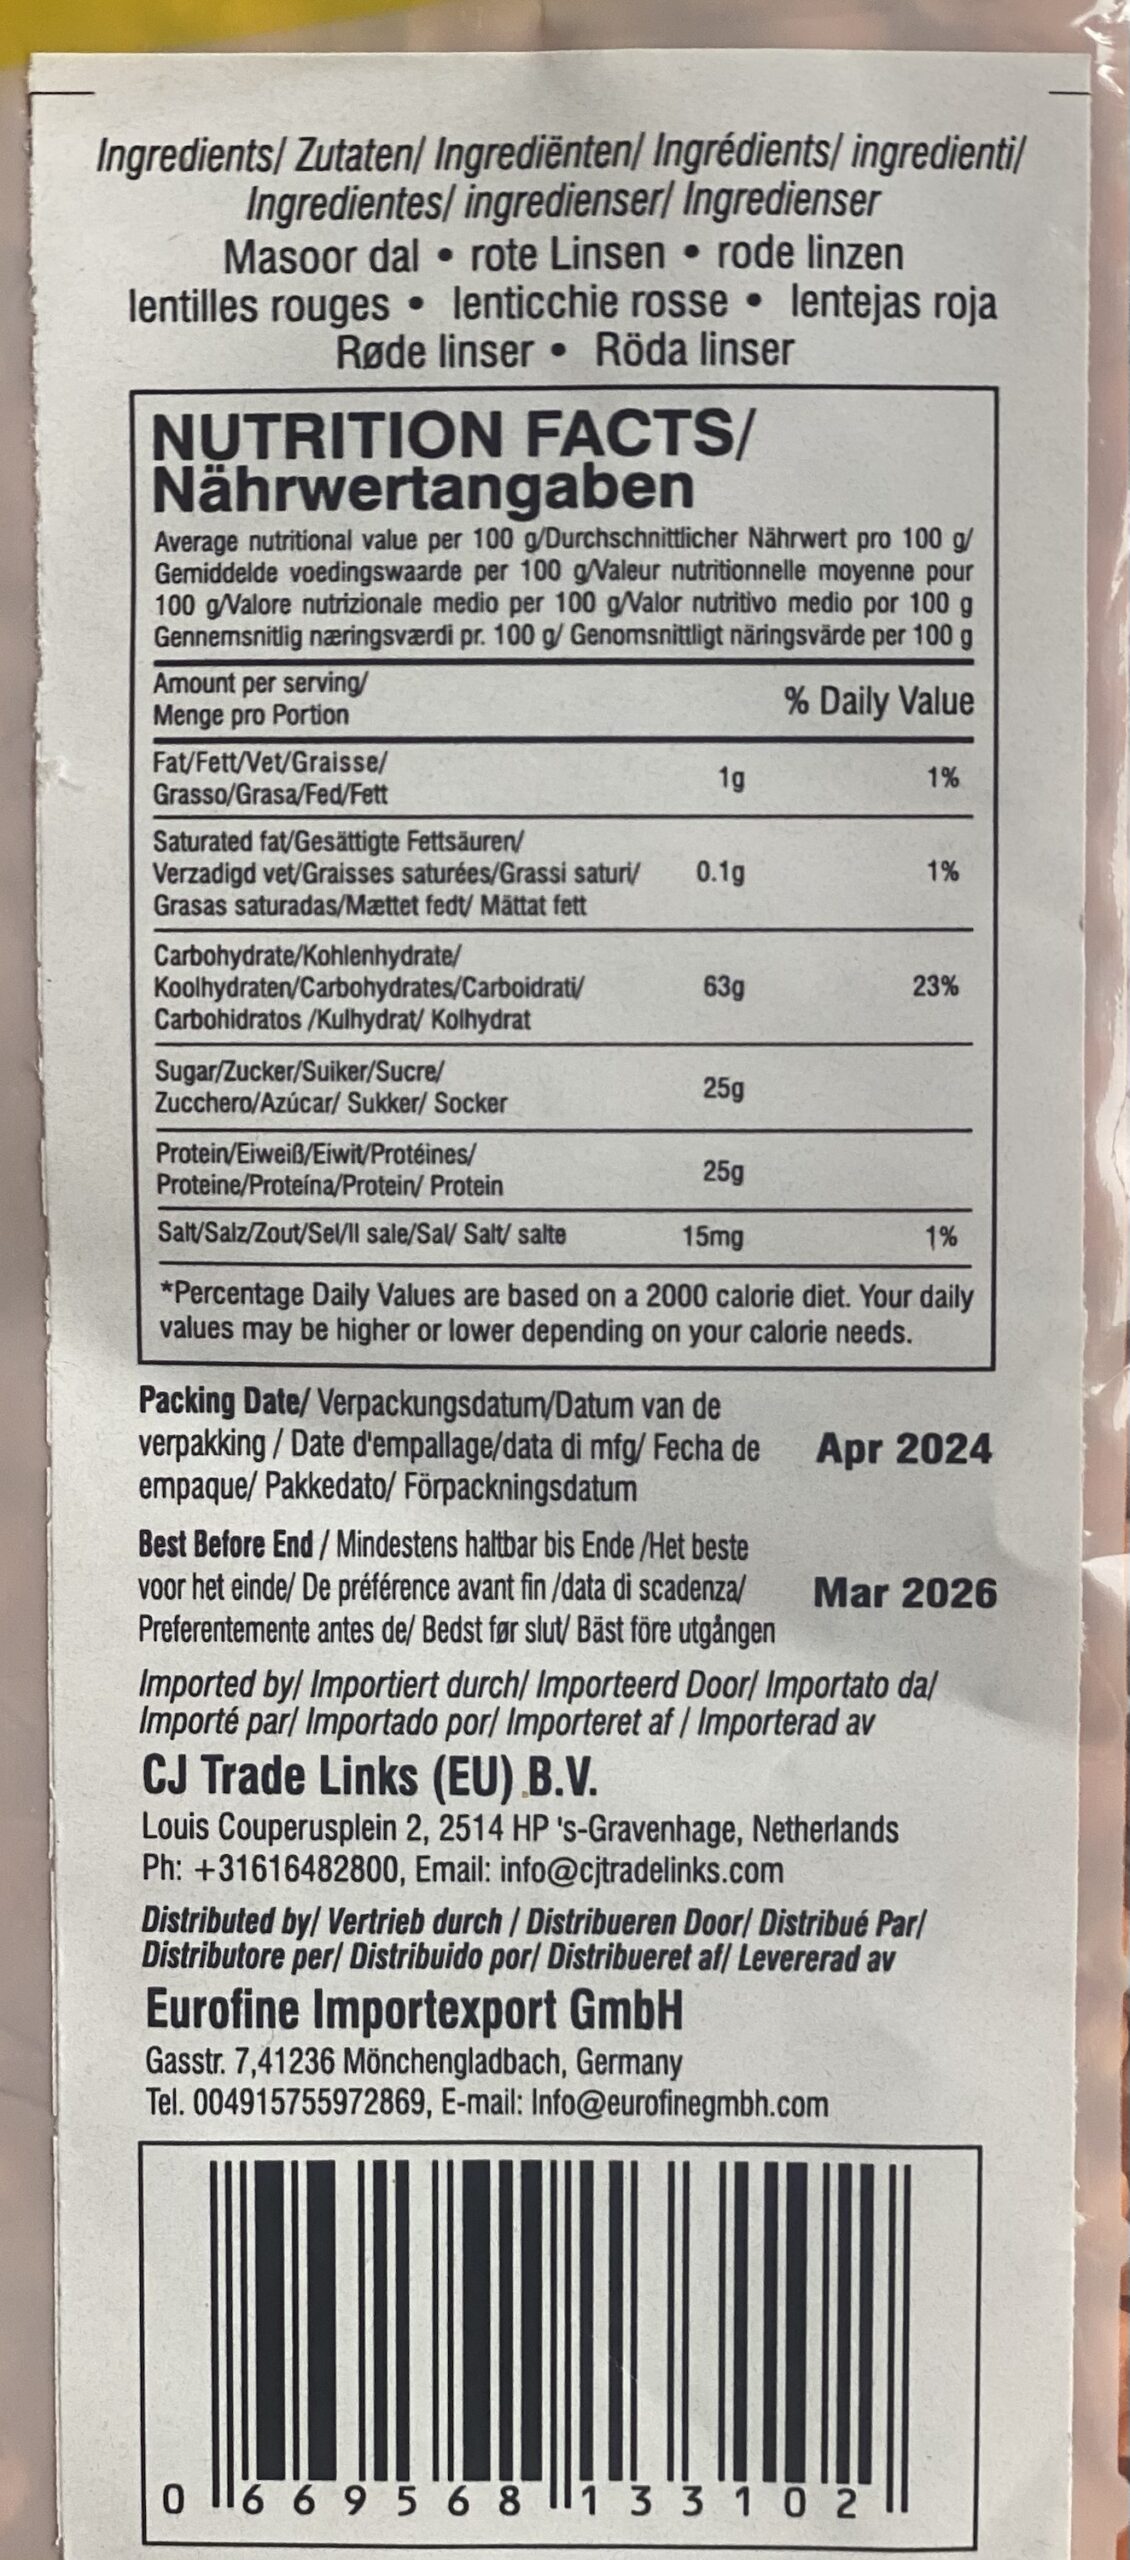 Ingredients/ Zutaten/ Ingrediënten/ Ingrédients/ ingredienti/
Ingredientes/ ingredienser/ Ingredienser
Masoor dal • rote Linsen • rode linzen
lentilles rouges • lenticchie rosse • lentejas roja
Røde linser • Röda linser
NUTRITION FACTS/
Nährwertangaben
Average nutritional value per 100 g/Durchschnittlicher Nährwert pro 100 g/
Gemiddelde voedingswaarde per 100 g/Valeur nutritionnelle moyenne pour
100 g/Valore nutrizionale medio per 100 g/Valor nutritivo medio por 100 g
Gennemsnitlig næringsværdi pr. 100 g/ Genomsnittligt näringsvärde per 100 g
Amount per serving/
Menge pro Portion
% Daily Value
Fat/Fett/Vet/Graisse/
Grasso/Grasa/Fed/Fett
1g 1%
Saturated fat/Gesättigte Fettsäuren/
Verzadigd vet/Graisses saturées/Grassi saturi/ 0.1g 1%
Grasas saturadas/Mættet fedt/ Mättat fett
Carbohydrate/Kohlenhydrate/
Koolhydraten/Carbohydrates/Carboidrati/ 63g 23%
Carbohidratos /Kulhydrat/ Kolhydrat
Sugar/Zucker/Suiker/Sucre/
Zucchero/Azúcar/ Sukker/ Socker
25g
Protein/Eiweiß/Eiwit/Protéines/
Proteine/Proteína/Protein/ Protein
25g
Salt/Salz/Zout/Sel/Il sale/Sal/ Salt/ salte 15mg 1%
*Percentage Daily Values are based on a 2000 calorie diet. Your daily
values may be higher or lower depending on your calorie needs.
Packing Date/ Verpackungsdatum/Datum van de
verpakking / Date d'empallage/data di mfg/ Fecha de Apr 2024
empaque/ Pakkedato/ Förpackningsdatum
Best Before End / Mindestens haltbar bis Ende /Het beste
voor het einde/ De préférence avant fin /data di scadenza/ Mar 2026
Preferentemente antes de/ Bedst før slut/ Bäst före utgången
Imported by/ Importiert durch/ Importeerd Door/ Importato da/
Importé par/ Importado por/ Importeret af / Importerad av
CJ Trade Links (EU) B.V.
Louis Couperusplein 2, 2514 HP 's-Gravenhage, Netherlands
Ph: +31616482800, Email: info@cjtradelinks.com
Distributed by/ Vertrieb durch / Distribueren Door/ Distribué Par/
Distributore per/ Distribuido por/ Distribueret af/ Levererad av
Eurofine Importexport GmbH
Gasstr. 7,41236 Mönchengladbach, Germany
Tel. 004915755972869, E-mail: Info@eurofinegmbh.com
0 669568 133102